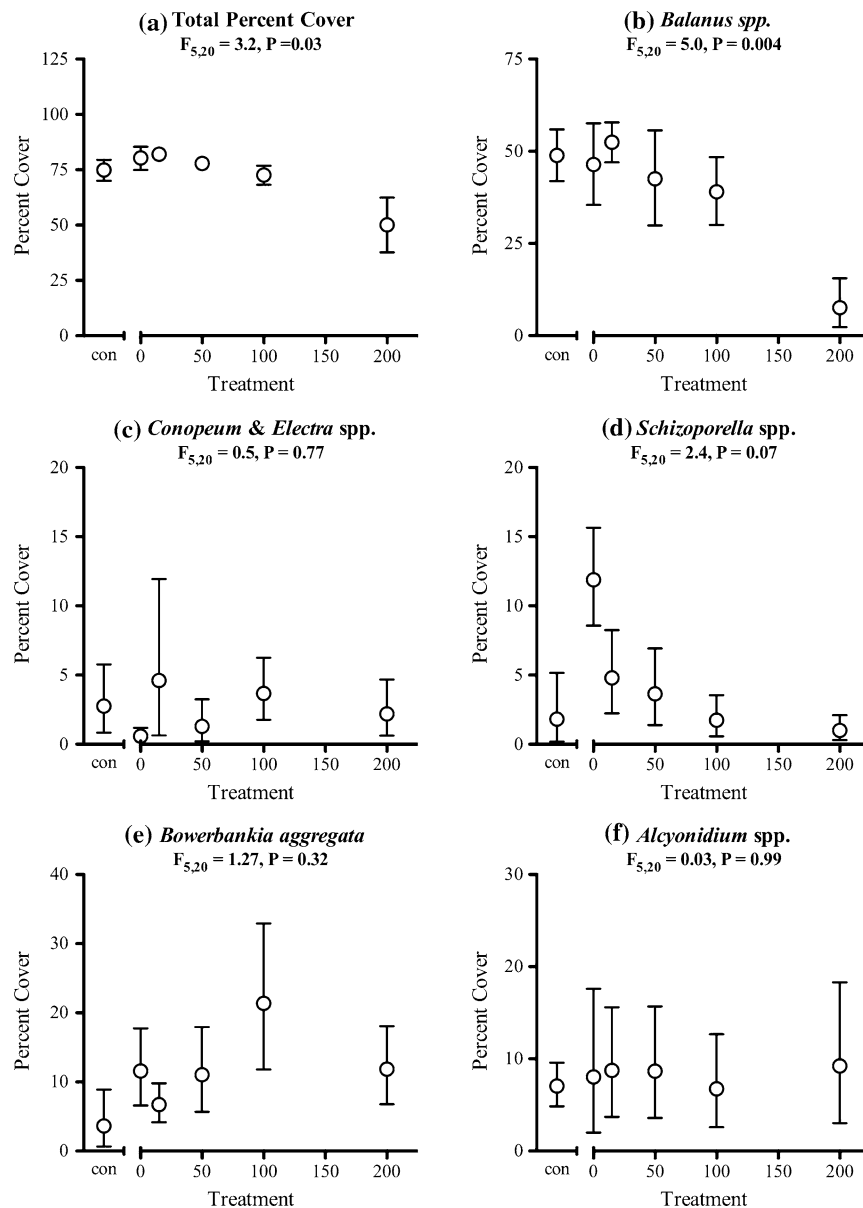 (a) Total Percent Cover
F5,20 = 3.2, P =0.03
125
100
75
50
25
0
Percent Cover
con 0 50 100 150 200
Treatment
(b) Balanus spp.
F5,20 = 5.0, P = 0.004
75
50
25
0
Percent Cover
con 0 50 100 150 200
Treatment
(c) Conopeum & Electra spp.
F5,20 = 0.5, P = 0.77
20
15
10
5
0
Percent Cover
con 0 50 100 150 200
Treatment
(d) Schizoporella spp.
F5,20 = 2.4, P = 0.07
20
15
10
5
0
Percent Cover
con 0 50 100 150 200
Treatment
(e) Bowerbankia aggregata
F5,20 = 1.27, P = 0.32
40
30
20
10
0
Percent Cover
con 0 50 100 150 200
Treatment
(f) Alcyonidium spp.
F5,20 = 0.03, P = 0.99
30
20
10
0
Percent Cover
con 0 50 100 150 200
Treatment